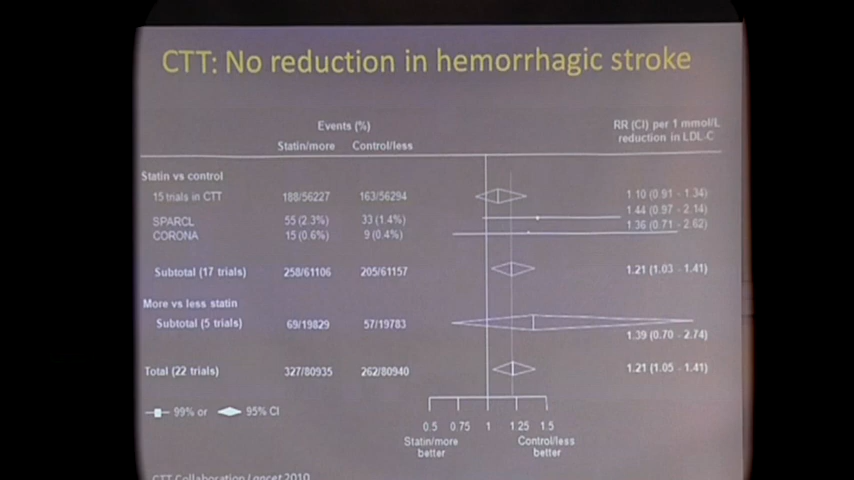 CTT: No reduction in hemorrhagic stroke
Events (%)
RR (CI) per 1 mmol/L
reduction in LDL-C
Statin/more Control/less
Statin vs control
15 trials in CTT 188/56227 163/56294 1.10 (0.91 - 1.34)
SPARCL 55 (2.3%) 33 (1.4%) 1.44 (0.97 - 2.14)
CORONA 15 (0.6%) 9 (0.4%) 1.36 (0.71 - 2.62)
Subtotal (17 trials) 258/61106 205/61157 1.21 (1.03 - 1.41)
More vs less statin
Subtotal (5 trials) 69/19829 57/19783 1.39 (0.70 - 2.74)
Total (22 trials) 327/80935 262/80940 1.21 (1.05 - 1.41)
99% or 95% CI
0.5 0.75 1 1.25 1.5
Statin/more better Control/less better
CTT Collaboration Lancet 2010